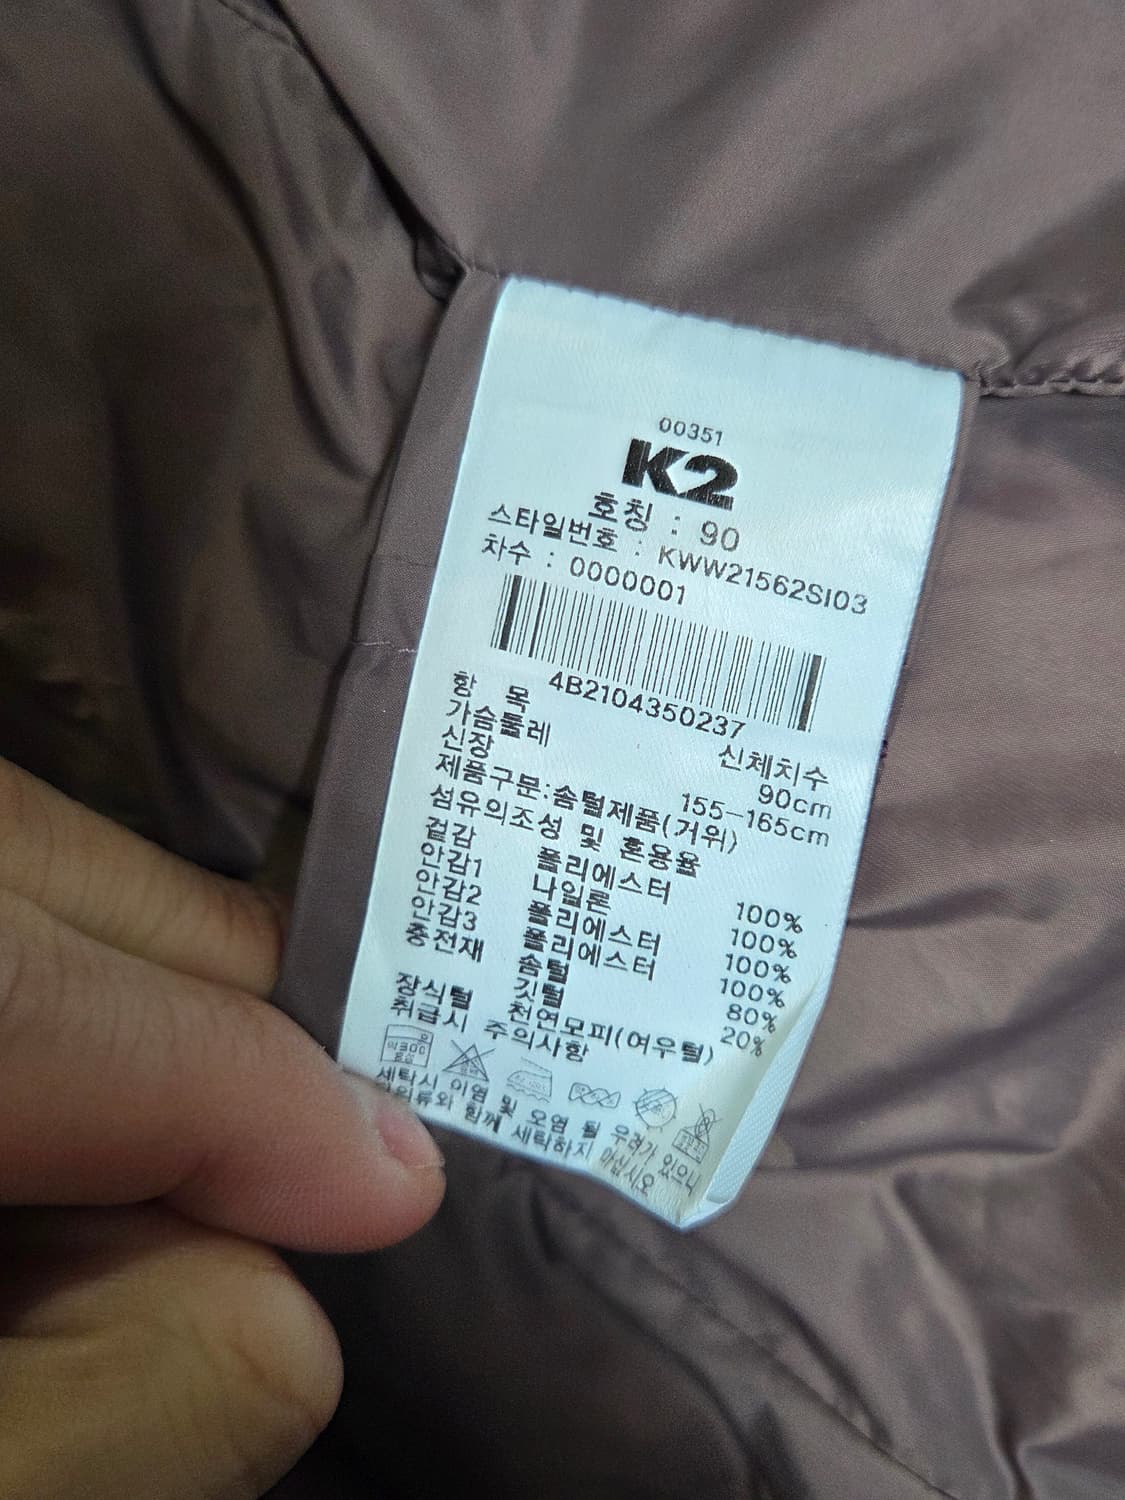 00351
K2
호칭 : 90
스타일번호 : KWW21562SI03
차수 : 0000001
4B2104350237
항 목 신체치수
가슴둘레 90cm
신장 155-165cm
제품구분:솜털제품(거위)
섬유의조성 및 혼용율
겉감 폴리에스터 100%
안감1 나일론 100%
안감2 폴리에스터 100%
안감3 폴리에스터 100%
충전재 솜털 80%
깃털 20%
장식털 천연모피(여우털)
취급시 주의사항
세탁시 이염 및 오염 될 우려가 있으니
함께 세탁하지 마십시오